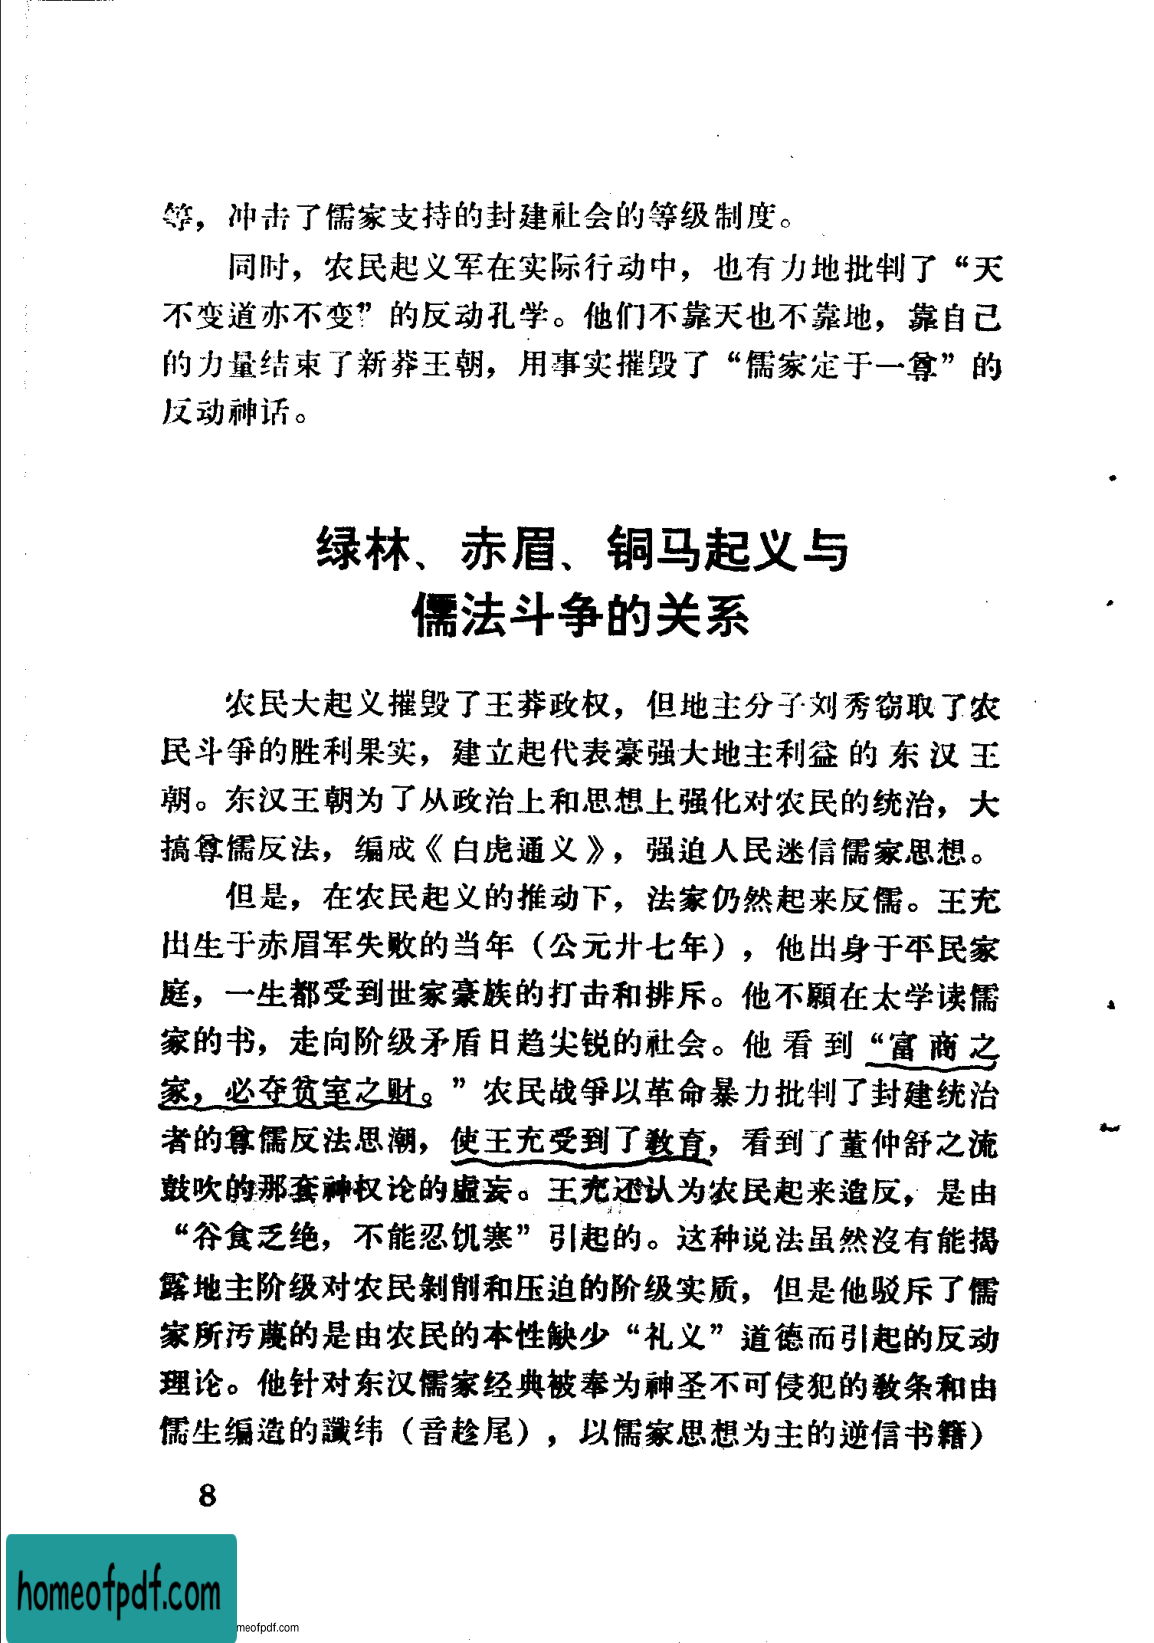 等，冲击了儒家支持的封建社会的等级制度。
同时，农民起义军在实际行动中，也有力地批判了“天
不变道亦不变”的反动孔学。他们不靠天也不靠地，靠自己
的力量结束了新莽王朝，用事实摧毁了“儒家定于一尊”的
反动神话。
绿林、赤眉、铜马起义与
儒法斗争的关系
农民大起义摧毁了王莽政权，但地主分子刘秀窃取了农
民斗爭的胜利果实，建立起代表豪强大地主利益的东汉王
朝。东汉王朝为了从政治上和思想上强化对农民的统治，大
搞尊儒反法，编成《白虎通义》，强迫人民迷信儒家思想。
但是，在农民起义的推动下，法家仍然起来反儒。王充
出生于赤眉军失败的当年（公元廿七年），他出身于平民家
庭，一生都受到世家豪族的打击和排斥。他不願在太学读儒
家的书，走向阶级矛盾日趋尖锐的社会。他看到“富商之
家，必夺贫室之财。”农民战爭以革命暴力批判了封建统治
者的尊儒反法思潮，使王充受到了教育，看到了董仲舒之流
鼓吹的那套神权论的虚妄。王充还认为农民起来造反，是由
“谷食乏绝，不能忍饥寒”引起的。这种说法虽然沒有能揭
露地主阶级对农民剝削和压迫的阶级实质，但是他駁斥了儒
家所污蔑的是由农民的本性缺少“礼义”道德而引起的反动
理论。他针对东汉儒家经典被奉为神圣不可侵犯的教条和由
儒生编造的讖纬（音趁尾），以儒家思想为主的逆信书籍）
8
homeofpdf.com
meofpdf.com